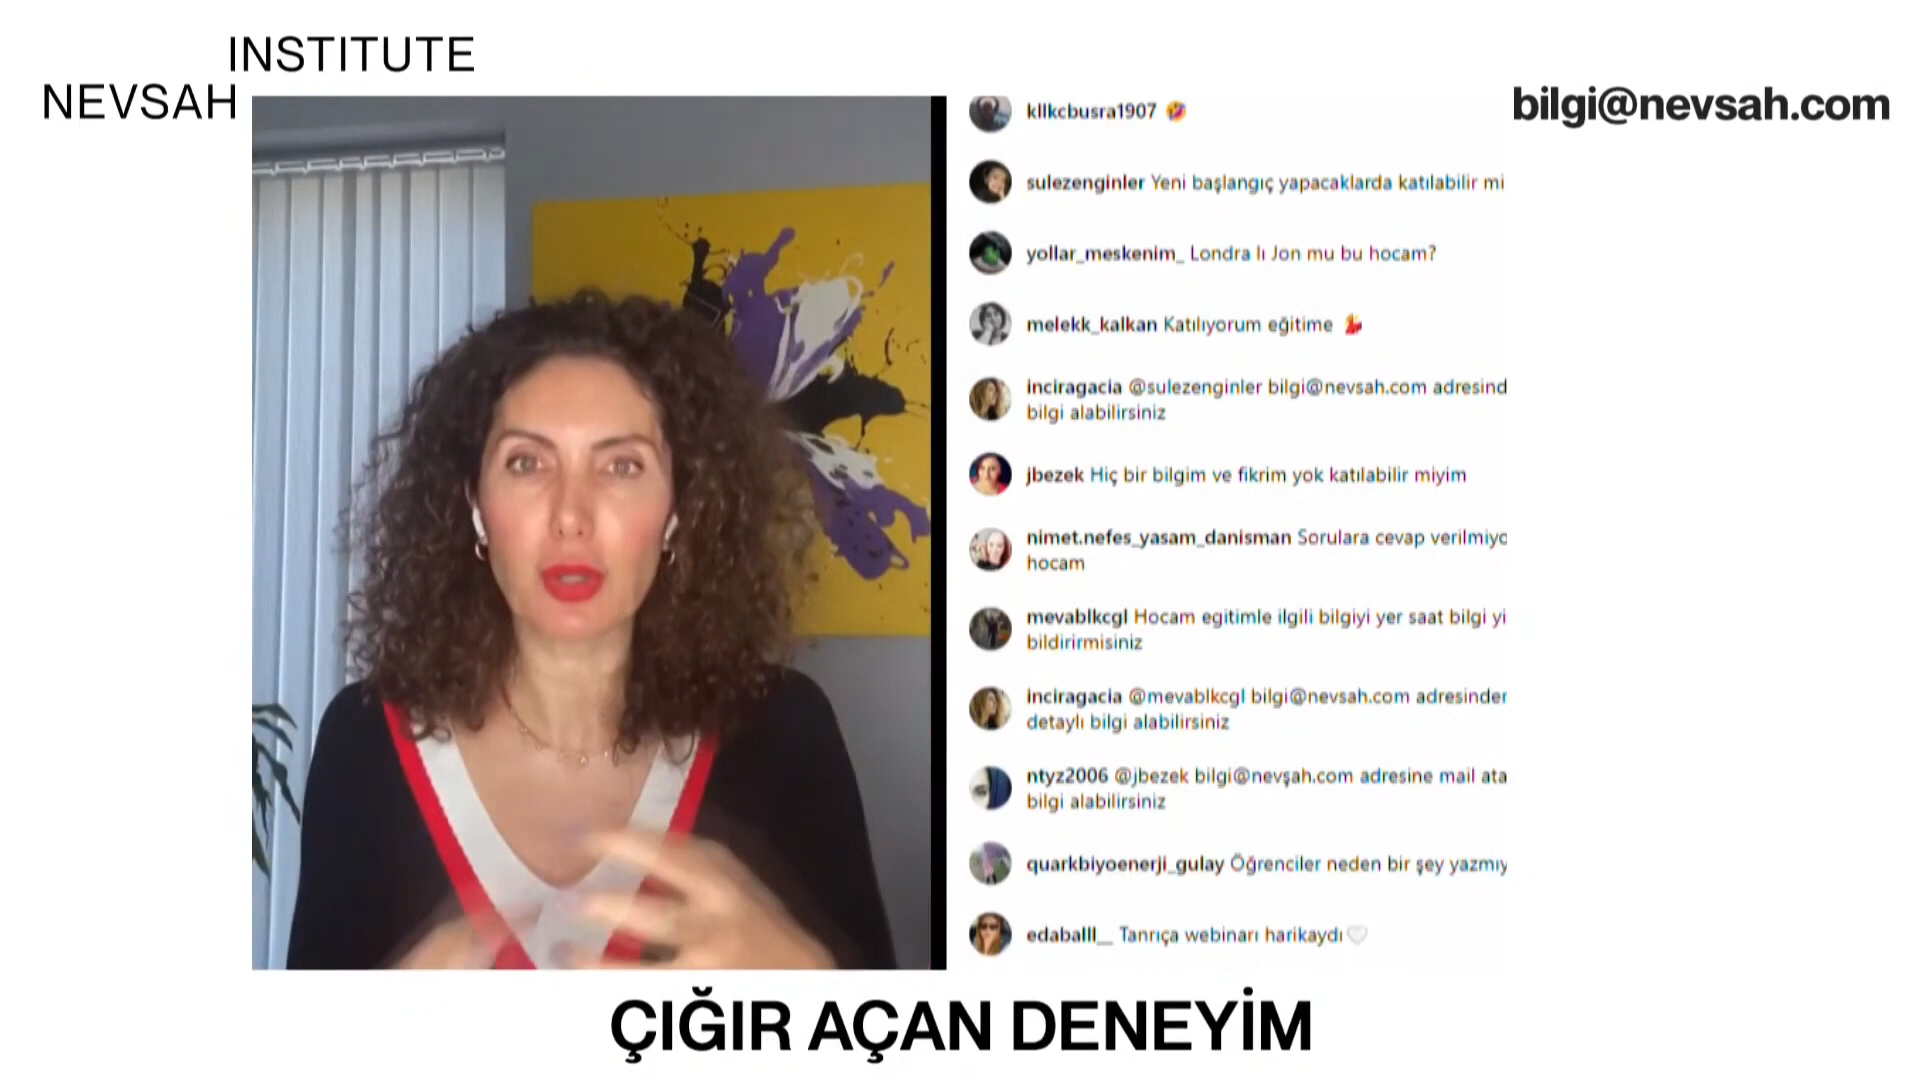 INSTITUTE
NEVSAH
bilgi@nevsah.com
kllkcbusra1907 🤣
sulezenginler Yeni başlangıç yapacaklarda katılabilir mi
yollar_meskenim_ Londra lı Jon mu bu hocam?
melekk_kalkan Katılıyorum eğitime 💃
inciragacia @sulezenginler bilgi@nevsah.com adresind
bilgi alabilirsiniz
jbezek Hiç bir bilgim ve fikrim yok katılabilir miyim
nimet.nefes_yasam_danisman Sorulara cevap verilmiyo
hocam
mevablkcgl Hocam egitimle ilgili bilgiyi yer saat bilgi yi
bildirirmisiniz
inciragacia @mevablkcgl bilgi@nevsah.com adresinden
detaylı bilgi alabilirsiniz
ntyz2006 @jbezek bilgi@nevşah.com adresine mail ata
bilgi alabilirsiniz
quarkbiyoenerji_gulay Öğrenciler neden bir şey yazmıy
edaballl__ Tanrıça webinarı harikaydı🤍
ÇIĞIR AÇAN DENEYİM